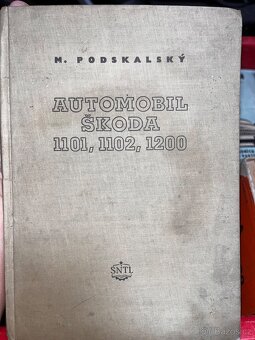 M. PODSKALSKÝ
AUTOMOBIL
ŠKODA
1101, 1102, 1200
SNTL